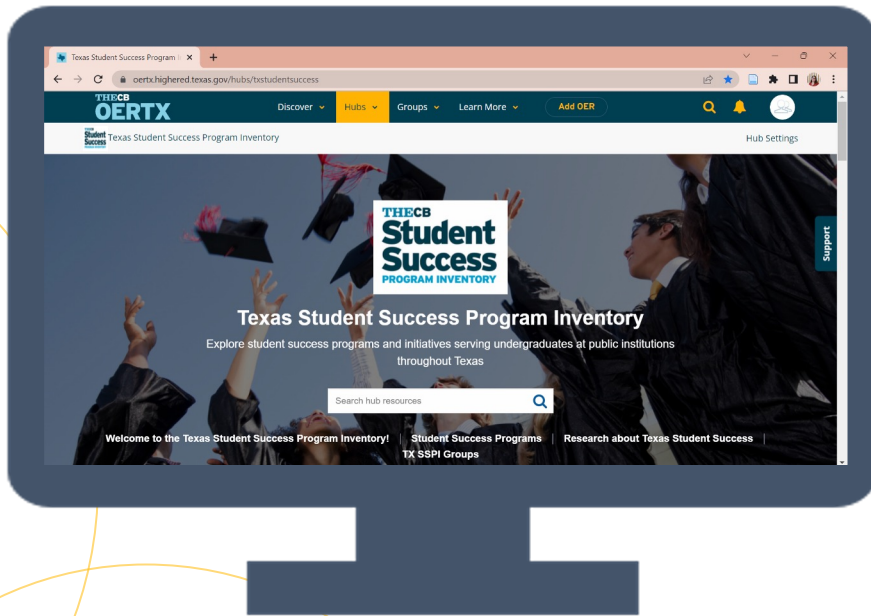 Texas Student Success Program I
oertx.highered.texas.gov/hubs/txstudentsuccess
THECB
OERTX
Discover
Hubs
Groups
Learn More
Add OER
THECB
Student
Success
PROGRAM INVENTORY
Texas Student Success Program Inventory
Hub Settings
Support
THECB
Student
Success
PROGRAM INVENTORY
Texas Student Success Program Inventory
Explore student success programs and initiatives serving undergraduates at public institutions
throughout Texas
Search hub resources
Welcome to the Texas Student Success Program Inventory! | Student Success Programs | Research about Texas Student Success |
TX SSPI Groups